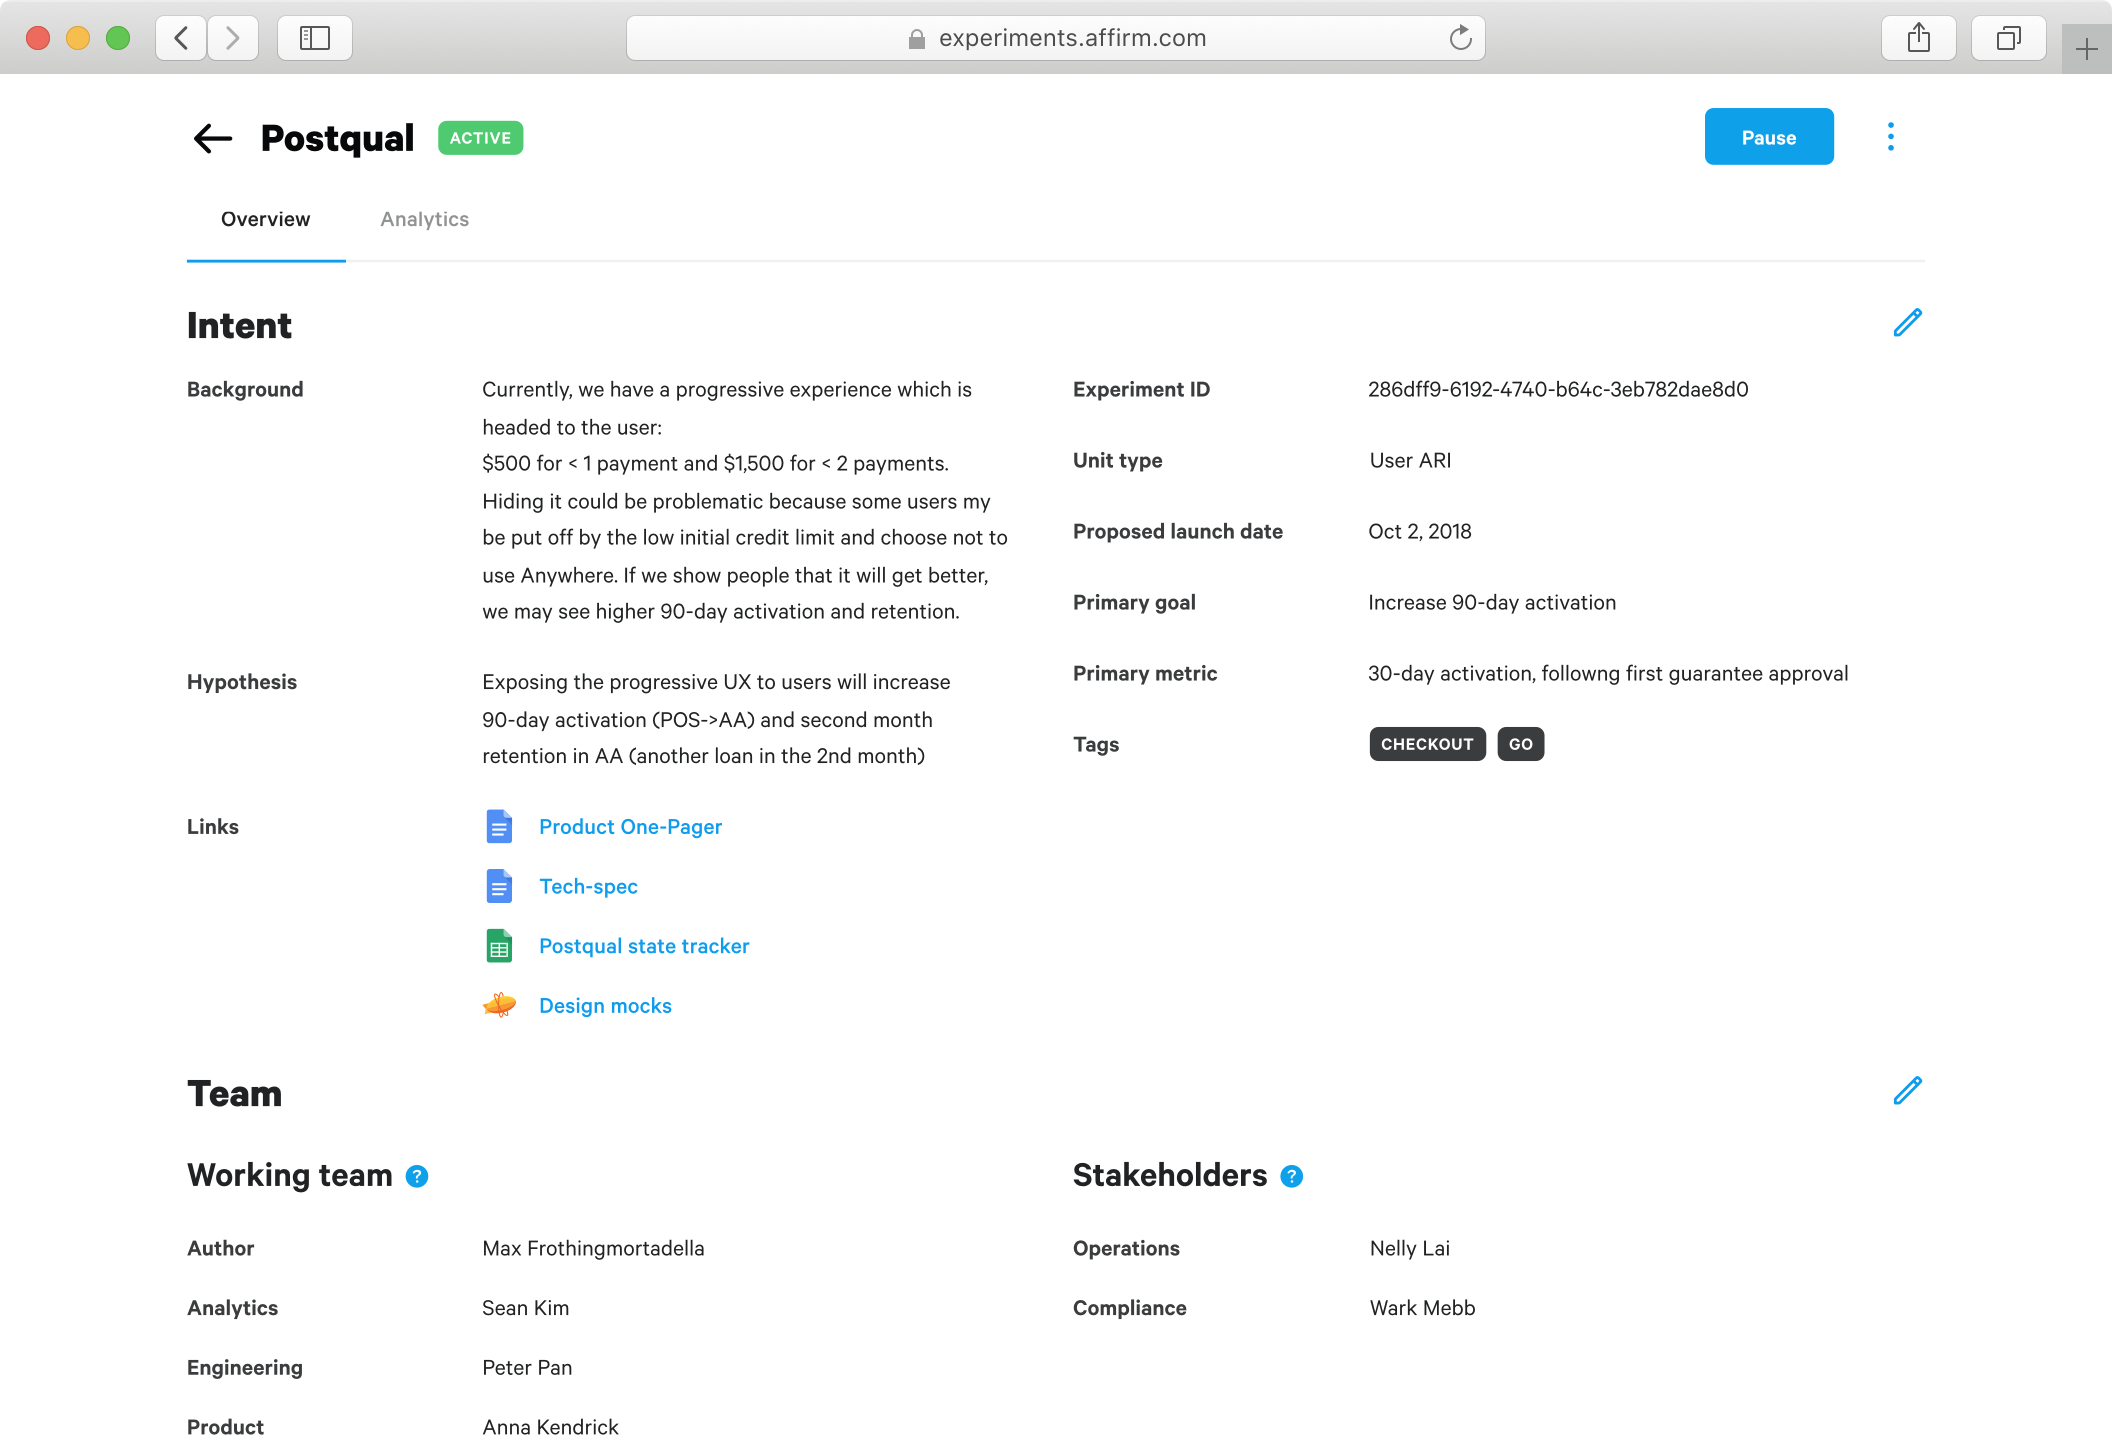 experiments.affirm.com
Postqual
ACTIVE
Pause
Overview
Analytics
Intent
Background
Currently, we have a progressive experience which is
headed to the user:
$500 for < 1 payment and $1,500 for < 2 payments.
Hiding it could be problematic because some users my
be put off by the low initial credit limit and choose not to
use Anywhere. If we show people that it will get better,
we may see higher 90-day activation and retention.
Hypothesis
Exposing the progressive UX to users will increase
90-day activation (POS->AA) and second month
retention in AA (another loan in the 2nd month)
Links
Product One-Pager
Tech-spec
Postqual state tracker
Design mocks
Experiment ID
286dff9-6192-4740-b64c-3eb782dae8d0
Unit type
User ARI
Proposed launch date
Oct 2, 2018
Primary goal
Increase 90-day activation
Primary metric
30-day activation, followng first guarantee approval
Tags
CHECKOUT
GO
Team
Working team ?
Author
Max Frothingmortadella
Analytics
Sean Kim
Engineering
Peter Pan
Product
Anna Kendrick
Stakeholders ?
Operations
Nelly Lai
Compliance
Wark Mebb